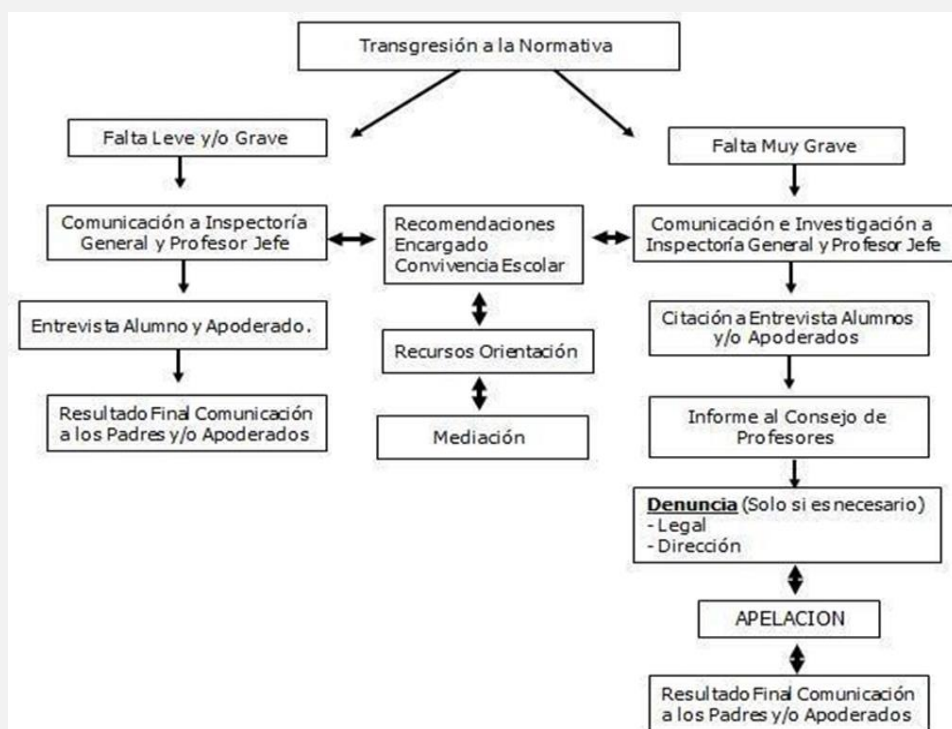 Transgresión a la Normativa
Falta Leve y/o Grave
Comunicación a Inspectoría
General y Profesor Jefe
Entrevista Alumno y Apoderado.
Resultado Final Comunicación
a los Padres y/o Apoderados
Recomendaciones
Encargado
Convivencia Escolar
Recursos Orientación
Mediación
Falta Muy Grave
Comunicación e Investigación a
Inspectoría General y Profesor Jefe
Citación a Entrevista Alumnos
y/o Apoderados
Informe al Consejo de
Profesores
Denuncia (Solo si es necesario)
- Legal
- Dirección
APELACION
Resultado Final Comunicación
a los Padres y/o Apoderados